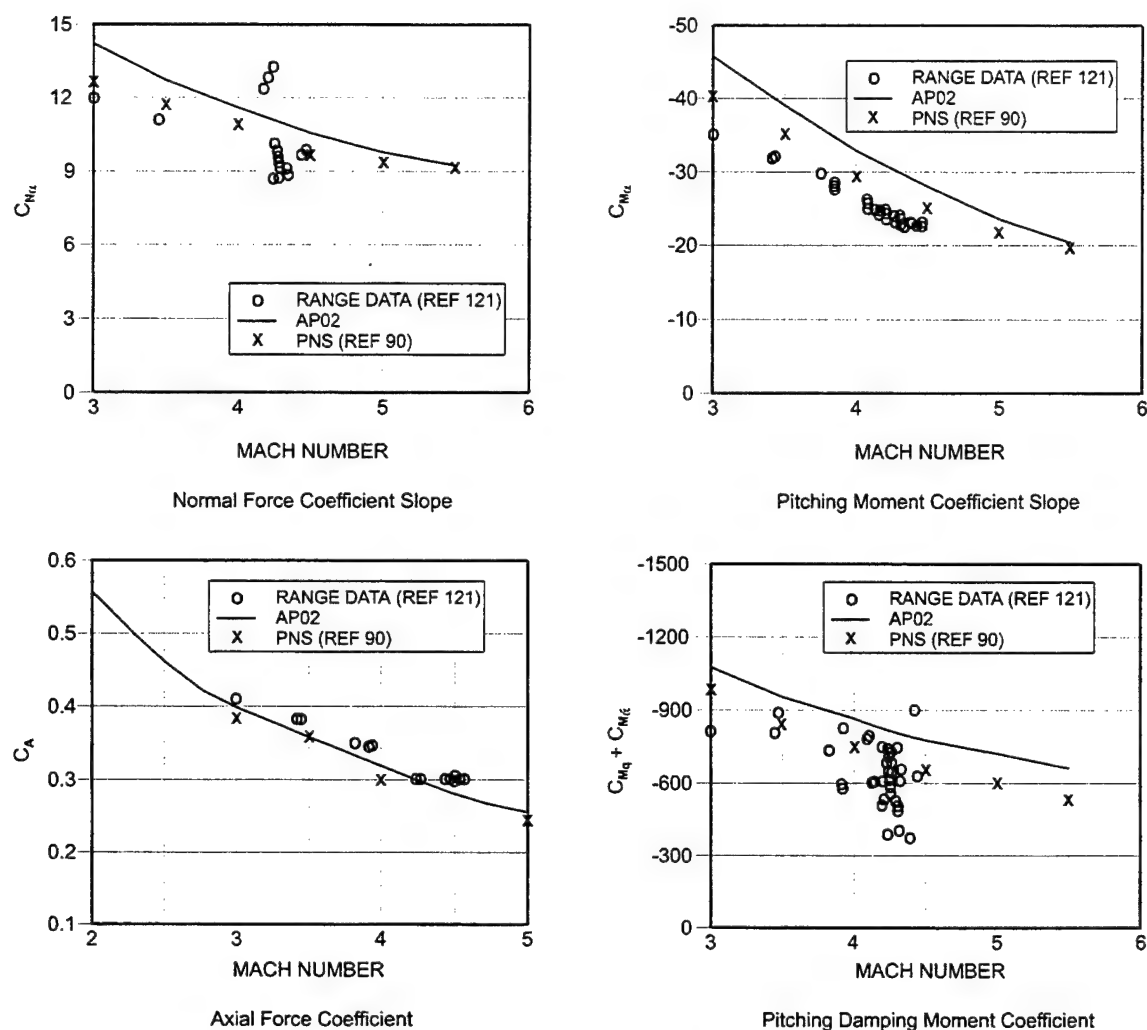 15
12
9
6
3
0
C_Nα
RANGE DATA (REF 121)
AP02
PNS (REF 90)
3 4 5 6
MACH NUMBER
Normal Force Coefficient Slope
-50
-40
-30
-20
-10
0
C_Mα
RANGE DATA (REF 121)
AP02
PNS (REF 90)
3 4 5 6
MACH NUMBER
Pitching Moment Coefficient Slope
0.6
0.5
0.4
0.3
0.2
0.1
C_A
RANGE DATA (REF 121)
AP02
PNS (REF 90)
2 3 4 5
MACH NUMBER
Axial Force Coefficient
-1500
-1200
-900
-600
-300
0
C_Mq + C_Mα̇
RANGE DATA (REF 121)
AP02
PNS (REF 90)
3 4 5 6
MACH NUMBER
Pitching Damping Moment Coefficient